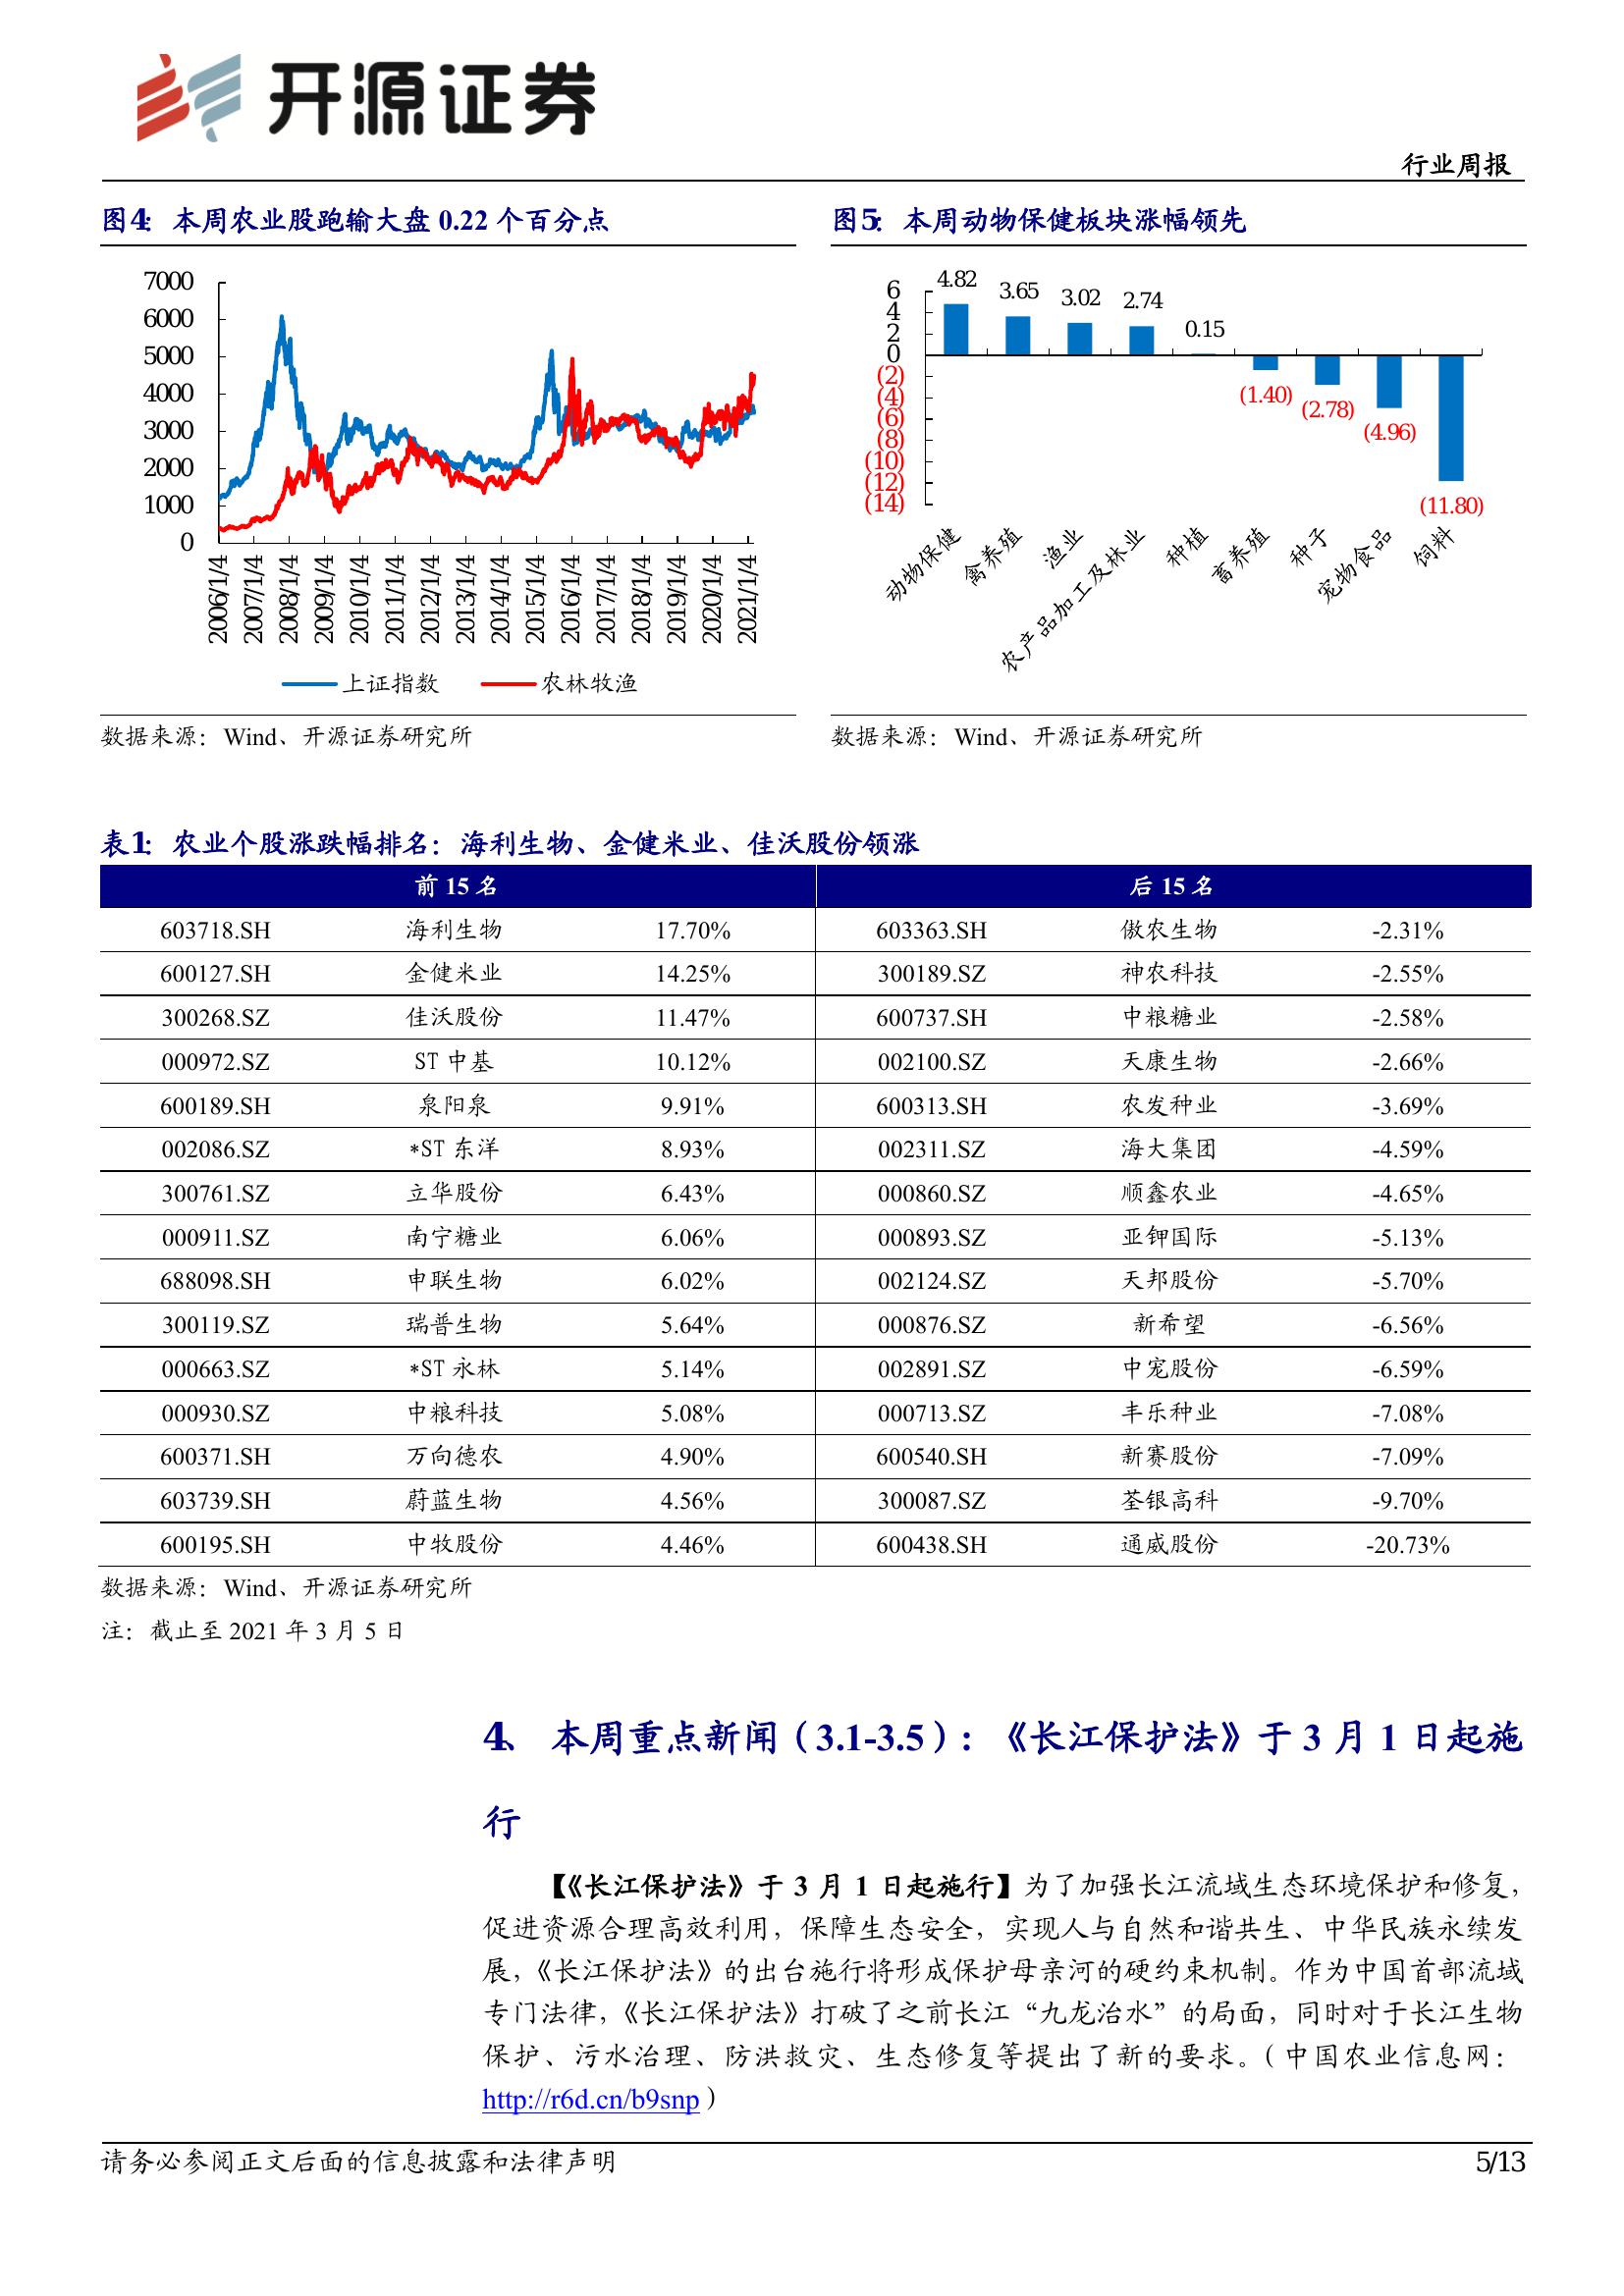 开源证券
行业周报
图4：本周农业股跑输大盘 0.22 个百分点
7000
6000
5000
4000
3000
2000
1000
0
2006/1/4
2007/1/4
2008/1/4
2009/1/4
2010/1/4
2011/1/4
2012/1/4
2013/1/4
2014/1/4
2015/1/4
2016/1/4
2017/1/4
2018/1/4
2019/1/4
2020/1/4
2021/1/4
上证指数 农林牧渔
数据来源：Wind、开源证券研究所
图5：本周动物保健板块涨幅领先
6
4
2
0
(2)
(4)
(6)
(8)
(10)
(12)
(14)
4.82
3.65
3.02
2.74
0.15
(1.40)
(2.78)
(4.96)
(11.80)
动物保健
禽养殖
渔业
农产品加工及林业
种植
畜养殖
种子
宠物食品
饲料
数据来源：Wind、开源证券研究所
表1：农业个股涨跌幅排名：海利生物、金健米业、佳沃股份领涨
前 15 名 后 15 名
603718.SH 海利生物 17.70% 603363.SH 傲农生物 -2.31%
600127.SH 金健米业 14.25% 300189.SZ 神农科技 -2.55%
300268.SZ 佳沃股份 11.47% 600737.SH 中粮糖业 -2.58%
000972.SZ ST 中基 10.12% 002100.SZ 天康生物 -2.66%
600189.SH 泉阳泉 9.91% 600313.SH 农发种业 -3.69%
002086.SZ *ST 东洋 8.93% 002311.SZ 海大集团 -4.59%
300761.SZ 立华股份 6.43% 000860.SZ 顺鑫农业 -4.65%
000911.SZ 南宁糖业 6.06% 000893.SZ 亚钾国际 -5.13%
688098.SH 申联生物 6.02% 002124.SZ 天邦股份 -5.70%
300119.SZ 瑞普生物 5.64% 000876.SZ 新希望 -6.56%
000663.SZ *ST 永林 5.14% 002891.SZ 中宠股份 -6.59%
000930.SZ 中粮科技 5.08% 000713.SZ 丰乐种业 -7.08%
600371.SH 万向德农 4.90% 600540.SH 新赛股份 -7.09%
603739.SH 蔚蓝生物 4.56% 300087.SZ 荃银高科 -9.70%
600195.SH 中牧股份 4.46% 600438.SH 通威股份 -20.73%
数据来源：Wind、开源证券研究所
注：截止至 2021 年 3 月 5 日
4、 本周重点新闻（3.1-3.5）：《长江保护法》于 3 月 1 日起施
行
【《长江保护法》于 3 月 1 日起施行】为了加强长江流域生态环境保护和修复，
促进资源合理高效利用，保障生态安全，实现人与自然和谐共生、中华民族永续发
展，《长江保护法》的出台施行将形成保护母亲河的硬约束机制。作为中国首部流域
专门法律，《长江保护法》打破了之前长江“九龙治水”的局面，同时对于长江生物
保护、污水治理、防洪救灾、生态修复等提出了新的要求。（中国农业信息网：
http://r6d.cn/b9snp）
请务必参阅正文后面的信息披露和法律声明 5/13